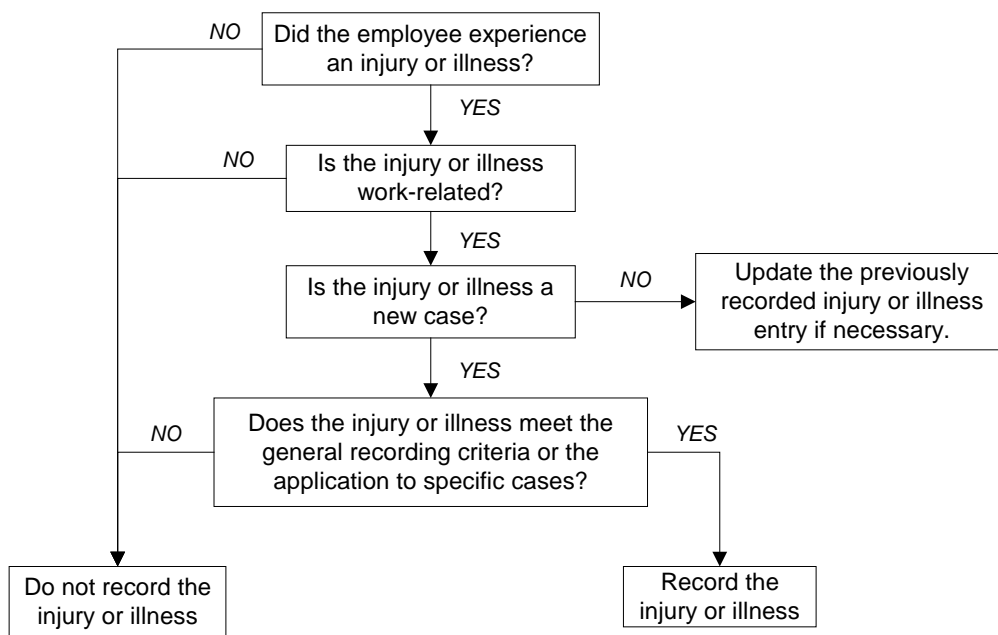 NO
Did the employee experience
an injury or illness?
YES
NO
Is the injury or illness
work-related?
YES
Is the injury or illness a
new case?
NO
Update the previously
recorded injury or illness
entry if necessary.
YES
NO
Does the injury or illness meet the
general recording criteria or the
application to specific cases?
YES
Do not record the
injury or illness
Record the
injury or illness